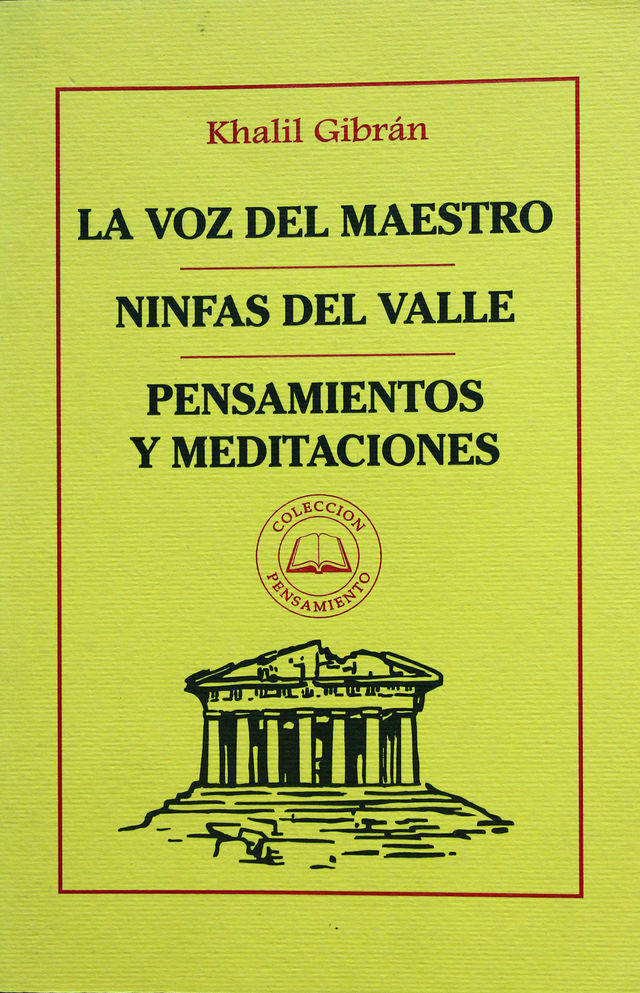 Khalil Gibrán
LA VOZ DEL MAESTRO
NINFAS DEL VALLE
PENSAMIENTOS
Y MEDITACIONES
COLECCION
PENSAMIENTO